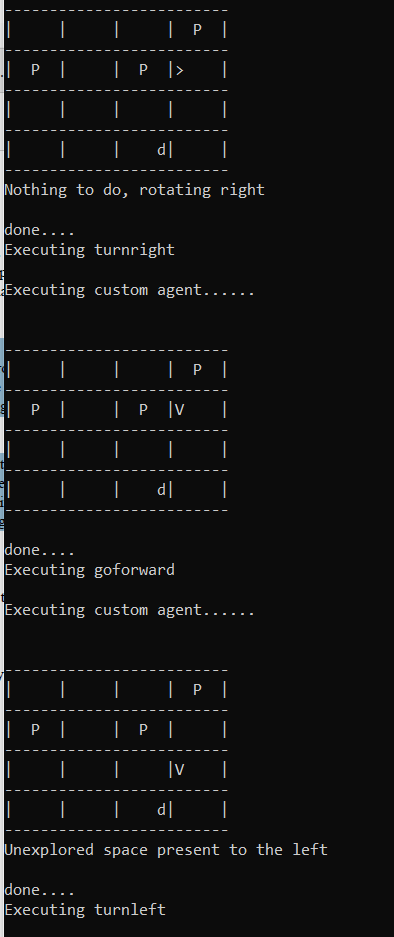 -------------------------
|     |     |     |  P  |
-------------------------
|  P  |     |  P  |>    |
-------------------------
|     |     |     |     |
-------------------------
|     |     |    d|     |
-------------------------
Nothing to do, rotating right

done....
Executing turnright

Executing custom agent......

-------------------------
|     |     |     |  P  |
-------------------------
|  P  |     |  P  |V    |
-------------------------
|     |     |     |     |
-------------------------
|     |     |    d|     |
-------------------------

done....
Executing goforward

Executing custom agent......

-------------------------
|     |     |     |  P  |
-------------------------
|  P  |     |  P  |     |
-------------------------
|     |     |     |V    |
-------------------------
|     |     |    d|     |
-------------------------
Unexplored space present to the left

done....
Executing turnleft